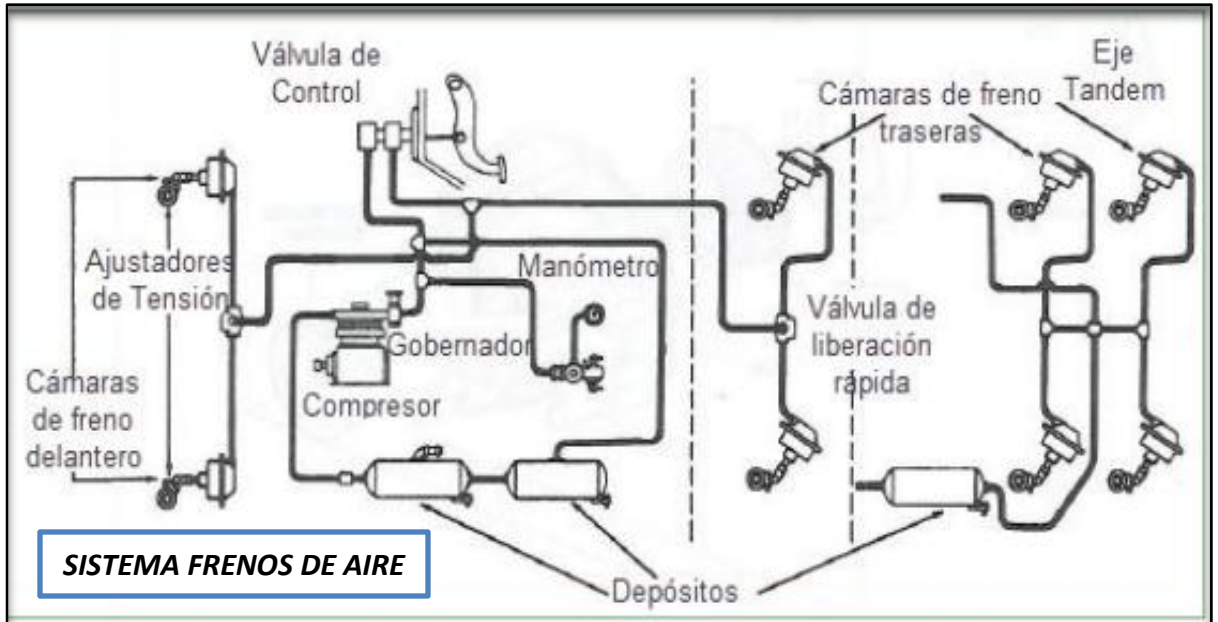 Válvula de
Control
Eje
Tandem
Cámaras de freno
traseras
Ajustadores
de Tensión
Manómetro
Gobernador
Compresor
Válvula de
liberación
rápida
Cámaras
de freno
delantero
SISTEMA FRENOS DE AIRE
Depósitos